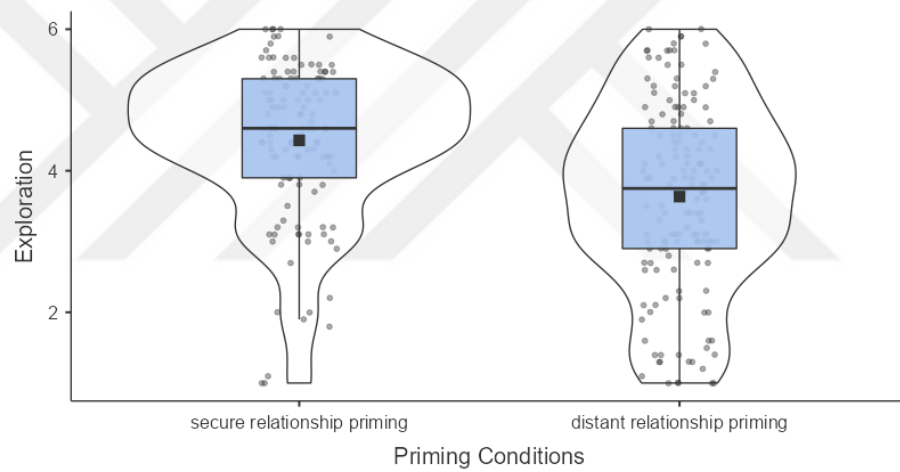 6
4
2
Exploration
secure relationship priming
distant relationship priming
Priming Conditions